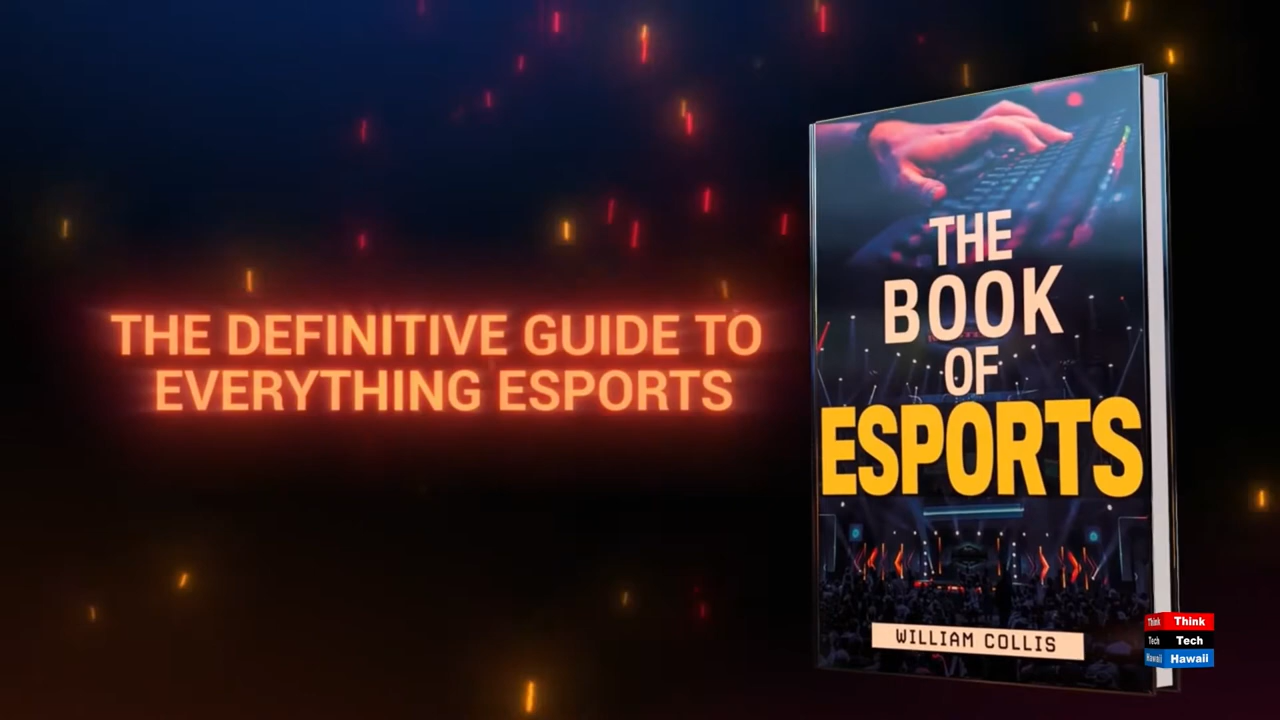 THE DEFINITIVE GUIDE TO
EVERYTHING ESPORTS
THE
BOOK
OF
ESPORTS
WILLIAM COLLIS
Think Think
Tech Tech
Hawaii Hawaii